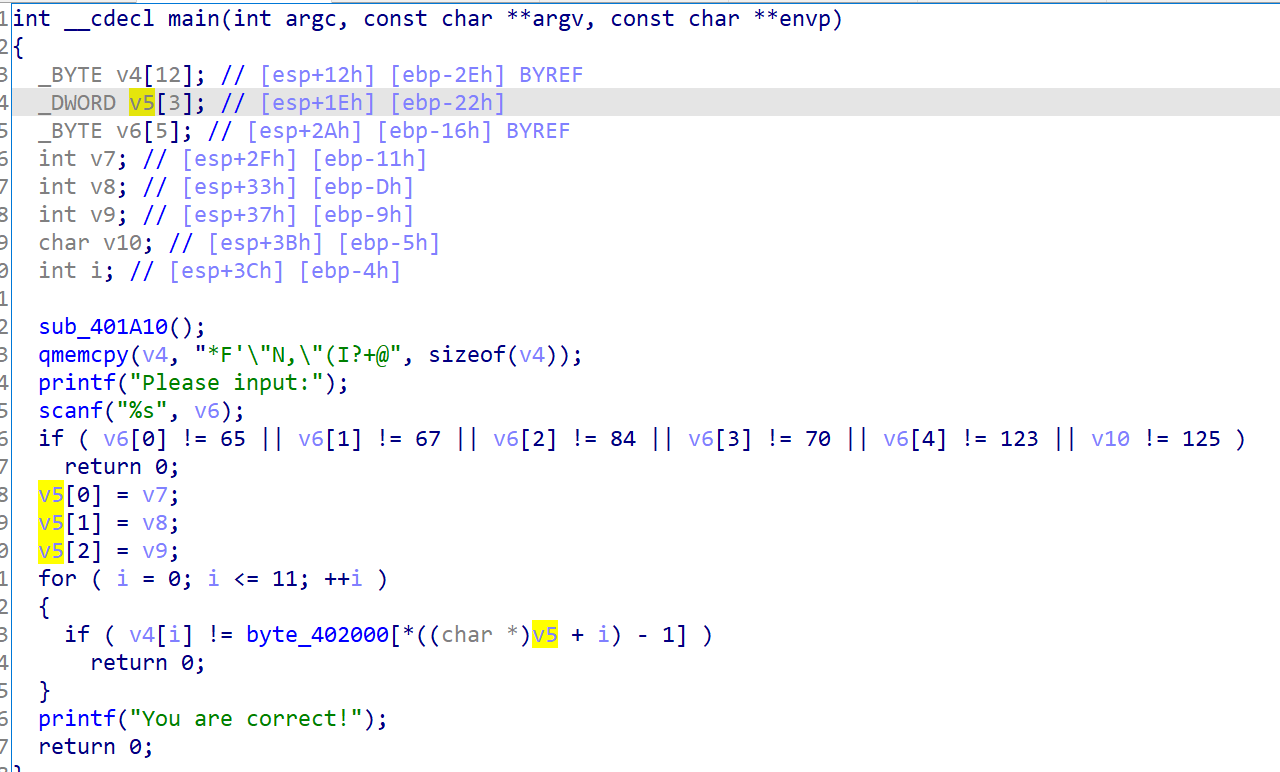 1 int __cdecl main(int argc, const char **argv, const char **envp)
2 {
3   _BYTE v4[12]; // [esp+12h] [ebp-2Eh] BYREF
4   _DWORD v5[3]; // [esp+1Eh] [ebp-22h]
5   _BYTE v6[5]; // [esp+2Ah] [ebp-16h] BYREF
6   int v7; // [esp+2Fh] [ebp-11h]
7   int v8; // [esp+33h] [ebp-Dh]
8   int v9; // [esp+37h] [ebp-9h]
9   char v10; // [esp+3Bh] [ebp-5h]
0   int i; // [esp+3Ch] [ebp-4h]
1
2   sub_401A10();
3   qmemcpy(v4, "*F'\"N,\"(I?+@", sizeof(v4));
4   printf("Please input:");
5   scanf("%s", v6);
6   if ( v6[0] != 65 || v6[1] != 67 || v6[2] != 84 || v6[3] != 70 || v6[4] != 123 || v10 != 125 )
7     return 0;
8   v5[0] = v7;
9   v5[1] = v8;
0   v5[2] = v9;
1   for ( i = 0; i <= 11; ++i )
2   {
3     if ( v4[i] != byte_402000[*((char *)v5 + i) - 1] )
4       return 0;
5   }
6   printf("You are correct!");
7   return 0;
}